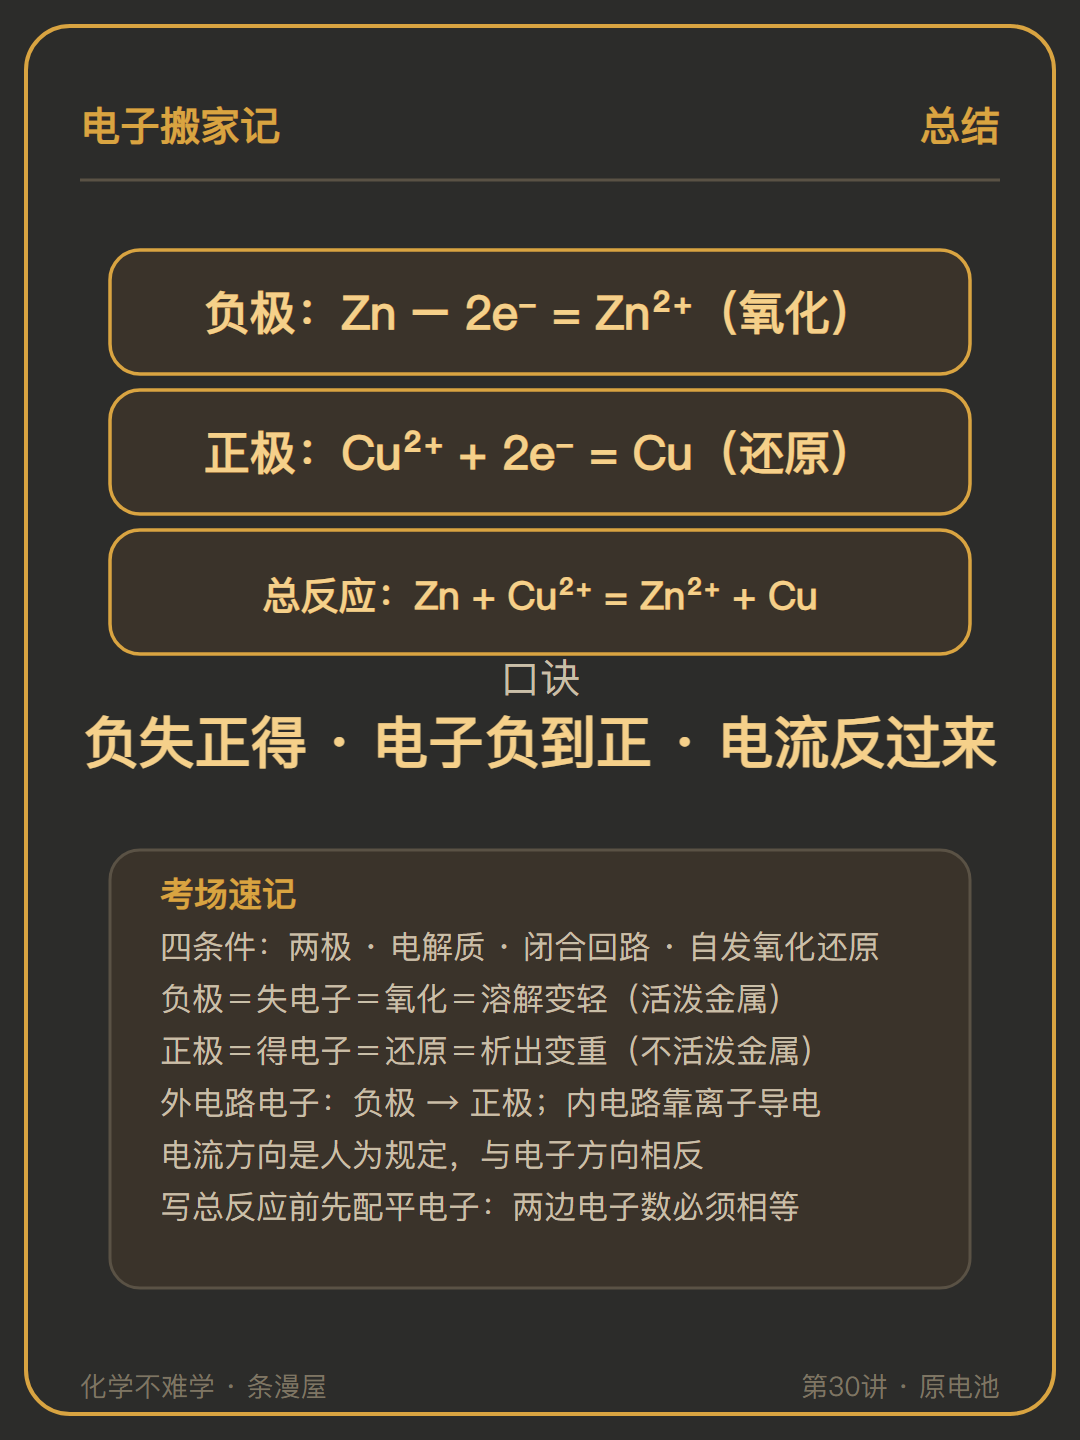 电子搬家记
总结
负极：Zn － 2e⁻ = Zn²⁺（氧化）
正极：Cu²⁺ + 2e⁻ = Cu（还原）
总反应：Zn + Cu²⁺ = Zn²⁺ + Cu
口诀
负失正得 · 电子负到正 · 电流反过来
考场速记
四条件：两极 · 电解质 · 闭合回路 · 自发氧化还原
负极＝失电子＝氧化＝溶解变轻（活泼金属）
正极＝得电子＝还原＝析出变重（不活泼金属）
外电路电子：负极 → 正极；内电路靠离子导电
电流方向是人为规定，与电子方向相反
写总反应前先配平电子：两边电子数必须相等
化学不难学 · 条漫屋
第30讲 · 原电池